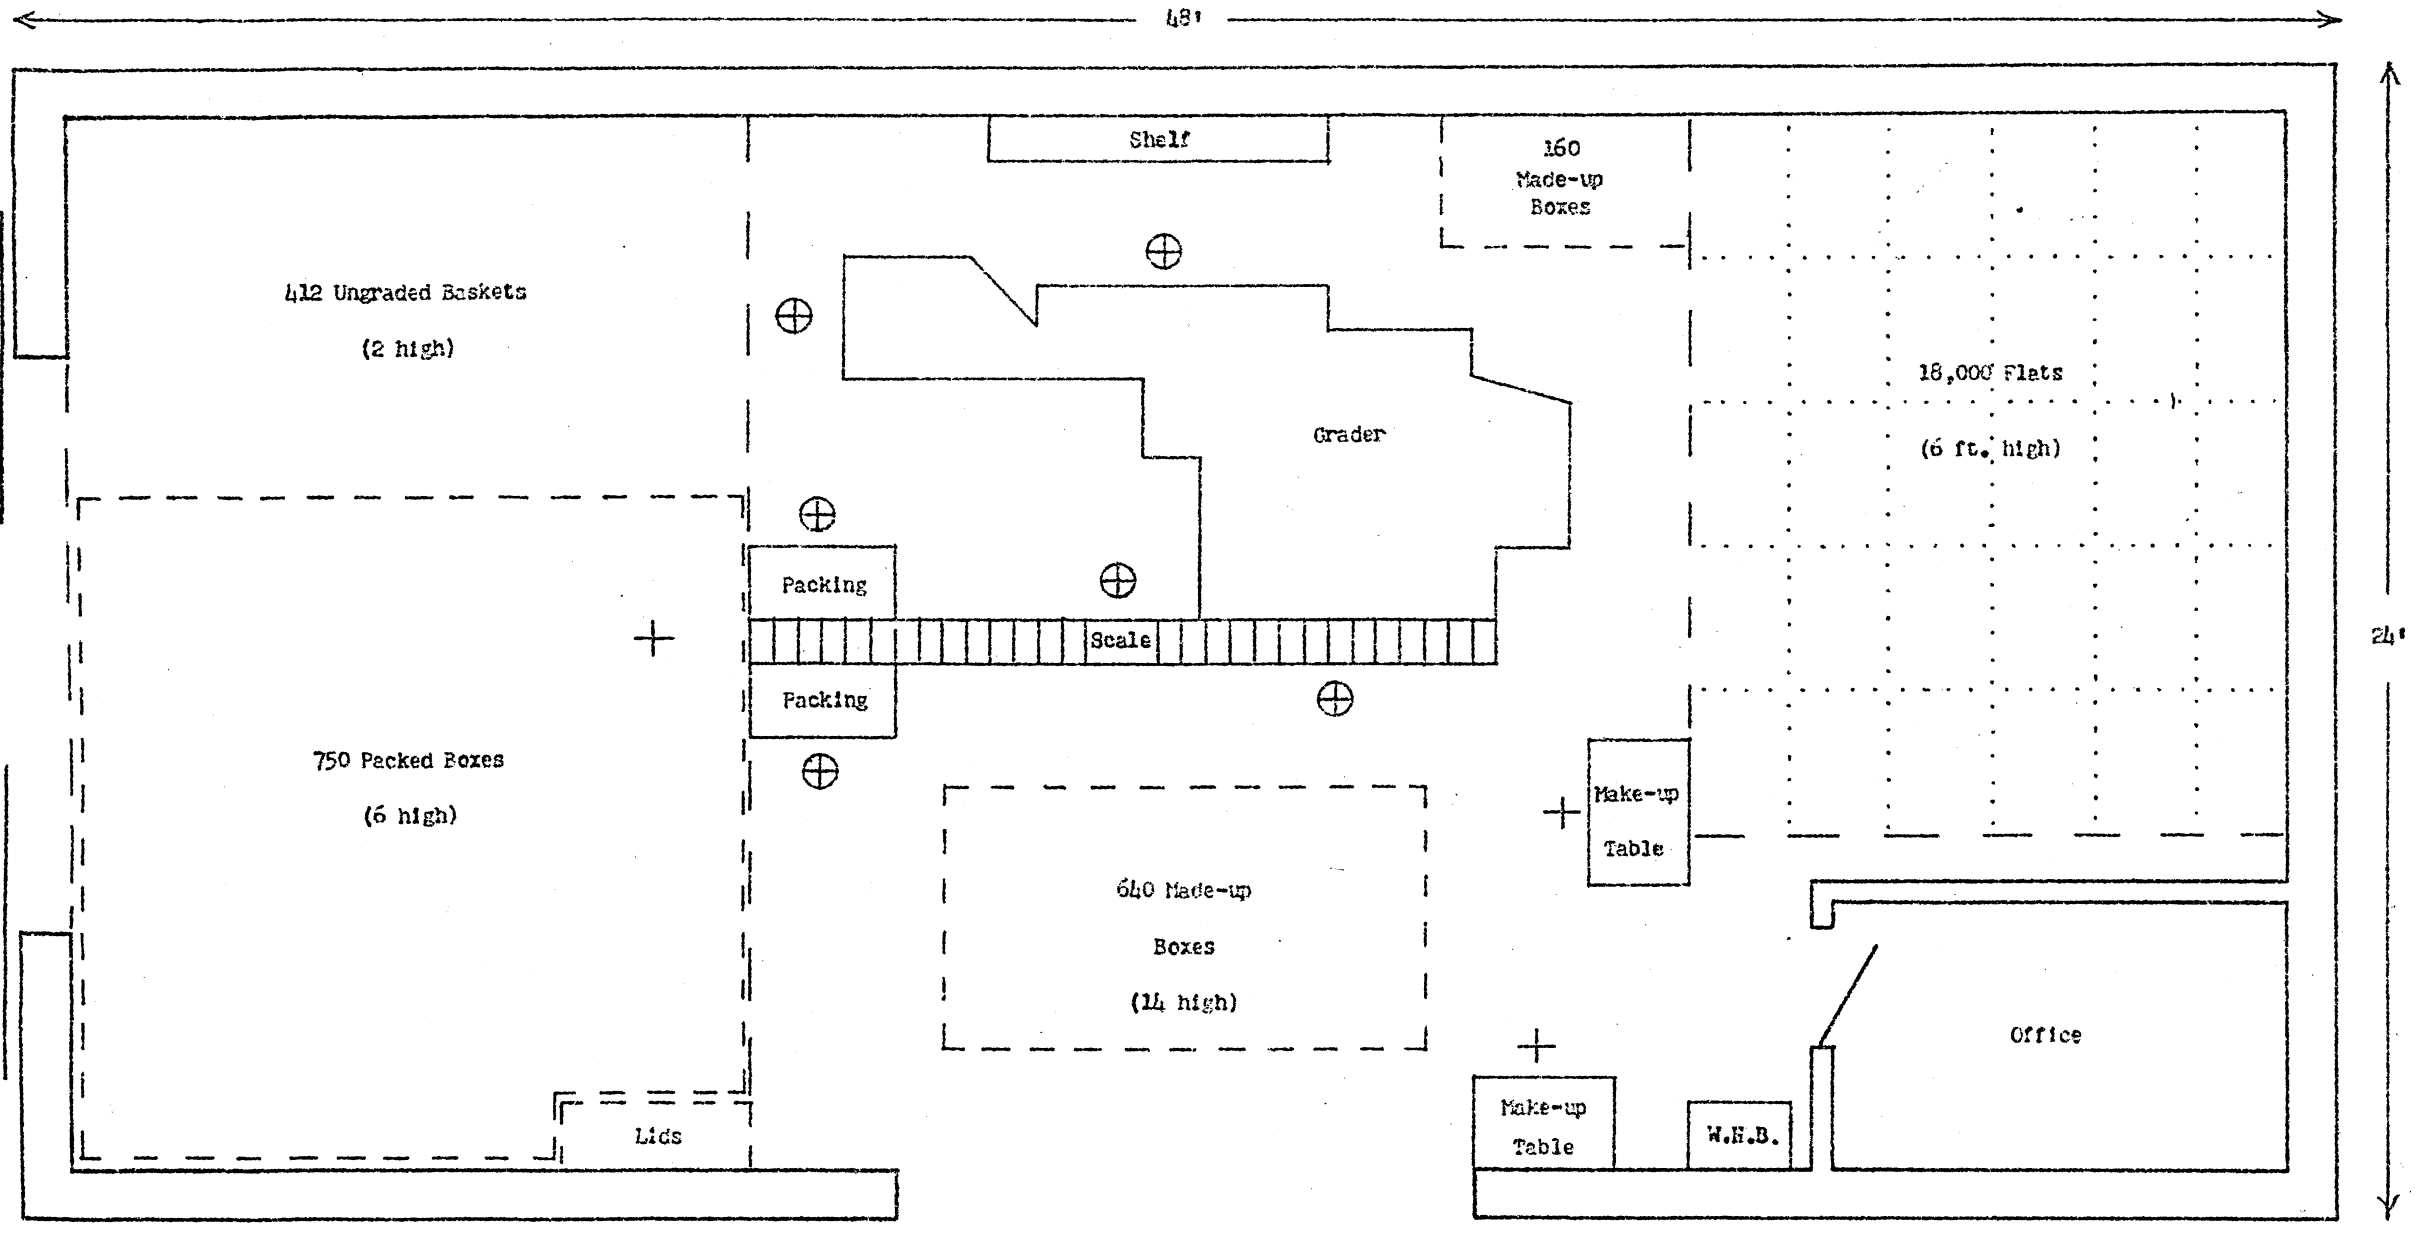 48'
Shelf
160
Made-up
Boxes
412 Ungraded Baskets
(2 high)
18,000 Flats
(6 ft. high)
Grader
Packing
Scale
24'
Packing
750 Packed Boxes
(6 high)
Make-up
Table
640 Made-up
Boxes
(14 high)
Office
Make-up
Table
W.H.B.
Lids